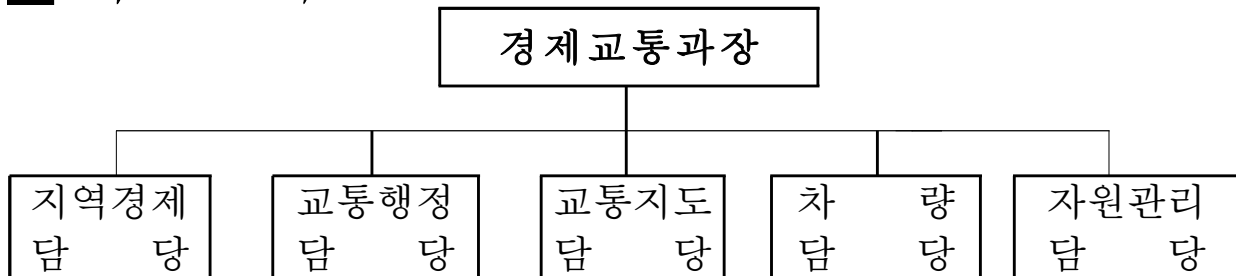 경제교통과장
지역경제 교통행정 교통지도 차 량 자원관리
담 당 담 당 담 당 담 당 담 당